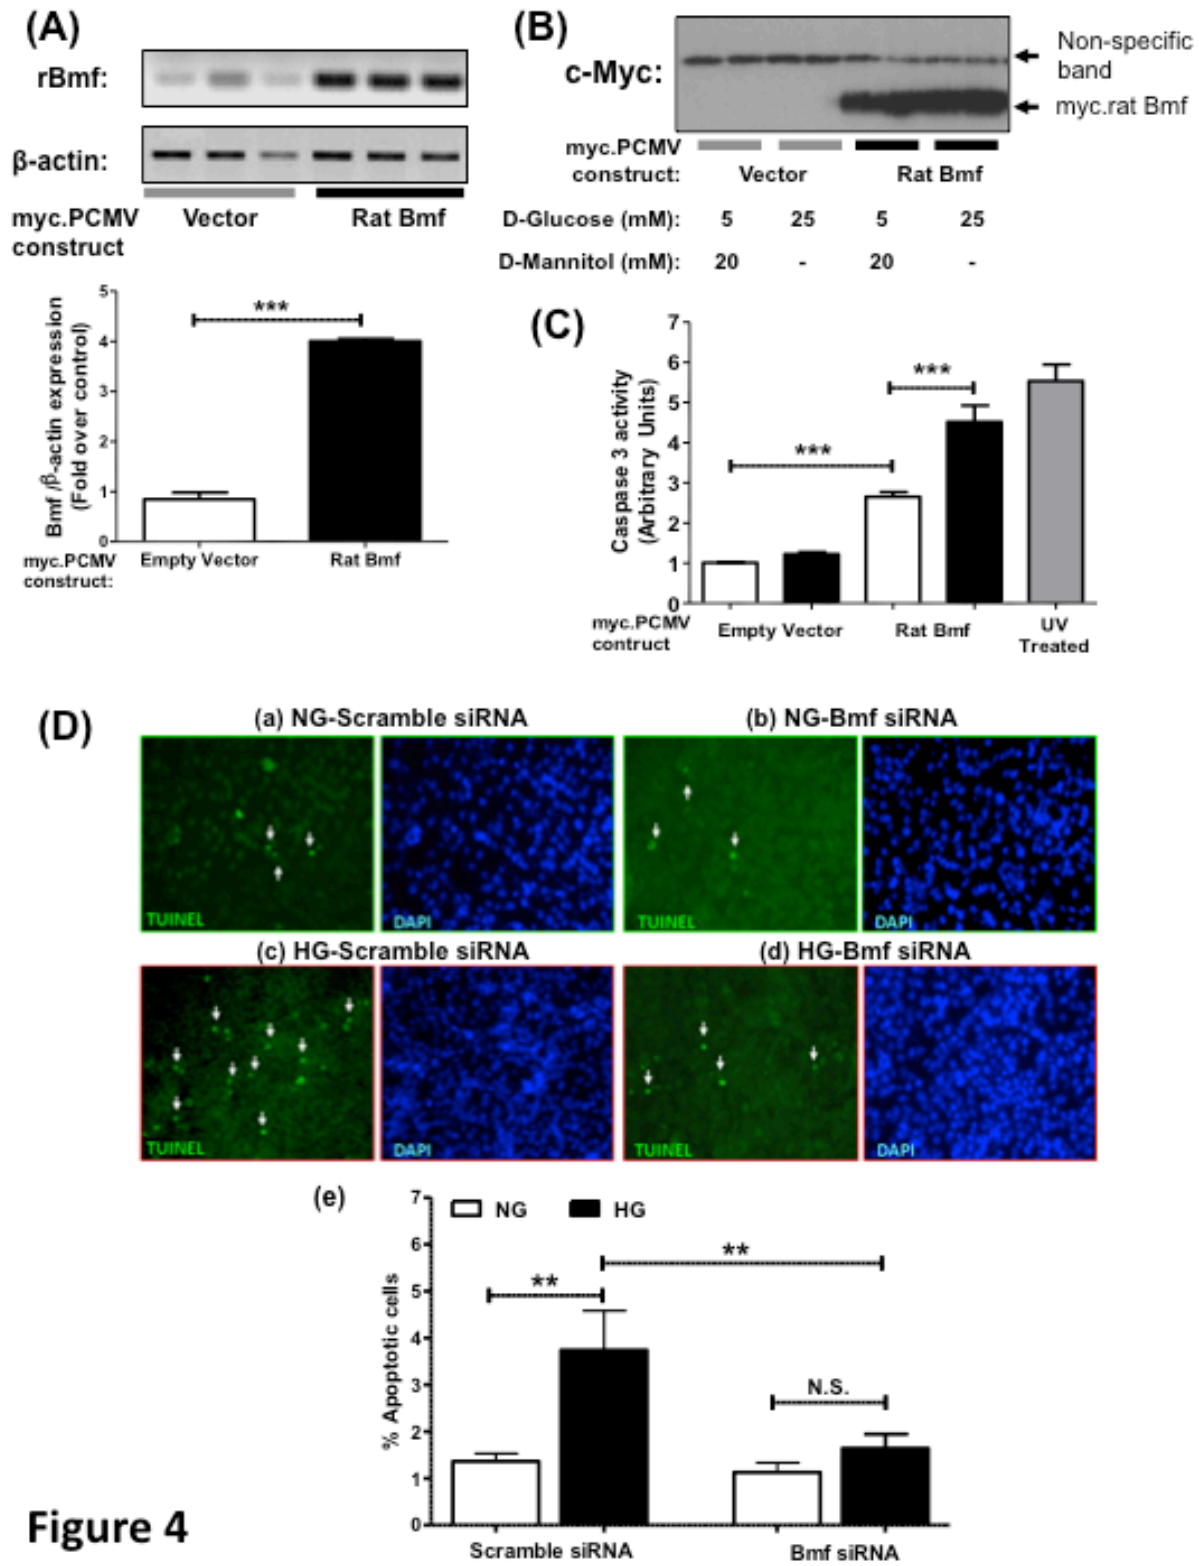 (A)
rBmf:
β-actin:
myc.PCMV
construct
Vector
Rat Bmf
Bmf /β-actin expression
(Fold over control)
5
4
3
2
1
0
***
myc.PCMV
construct:
Empty Vector
Rat Bmf
(B)
c-Myc:
Non-specific
band
myc.rat Bmf
myc.PCMV
construct:
Vector
Rat Bmf
D-Glucose (mM):
5
25
5
25
D-Mannitol (mM):
20
-
20
-
(C)
Caspase 3 activity
(Arbitrary Units)
7
6
5
4
3
2
1
0
***
***
myc.PCMV
contruct
Empty Vector
Rat Bmf
UV
Treated
(D)
(a) NG-Scramble siRNA
(b) NG-Bmf siRNA
TUINEL
DAPI
TUINEL
DAPI
(c) HG-Scramble siRNA
(d) HG-Bmf siRNA
TUINEL
DAPI
TUINEL
DAPI
(e)
NG
HG
% Apoptotic cells
7
6
5
4
3
2
1
0
**
**
N.S.
Scramble siRNA
Bmf siRNA
Figure 4